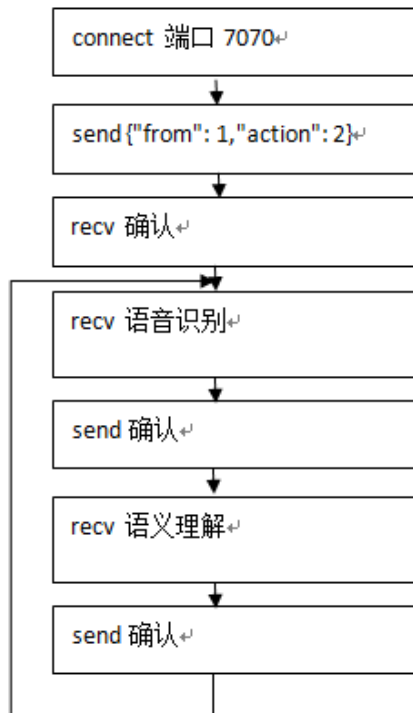 connect 端口 7070↵
send {"from": 1,"action": 2}↵
recv 确认↵
recv 语音识别↵
send 确认↵
recv 语义理解↵
send 确认↵